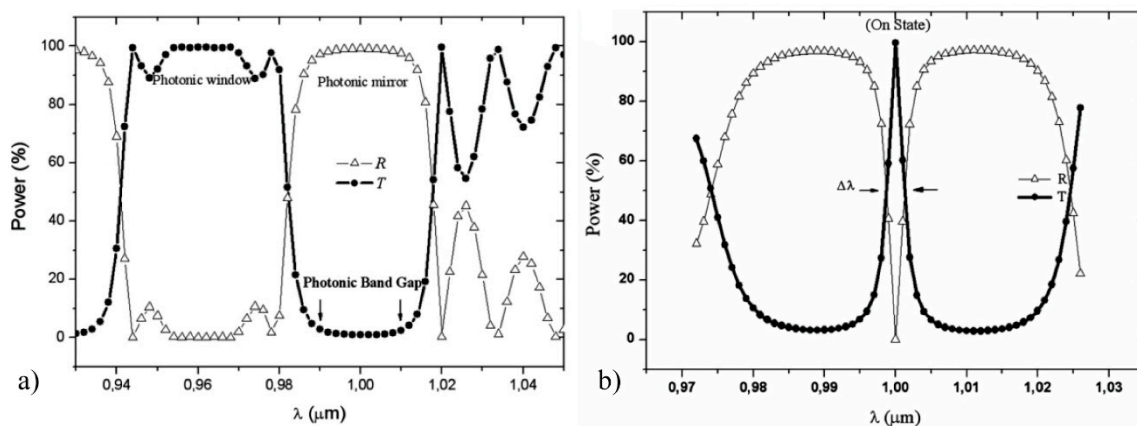 100
80
60
40
20
0
Power (%)
Photonic window
Photonic mirror
R
T
Photonic Band Gap
0,94 0,96 0,98 1,00 1,02 1,04
λ (μm)
a)
(On State)
100
80
60
40
20
0
Power (%)
Δλ
R
T
0,97 0,98 0,99 1,00 1,01 1,02 1,03
λ (μm)
b)